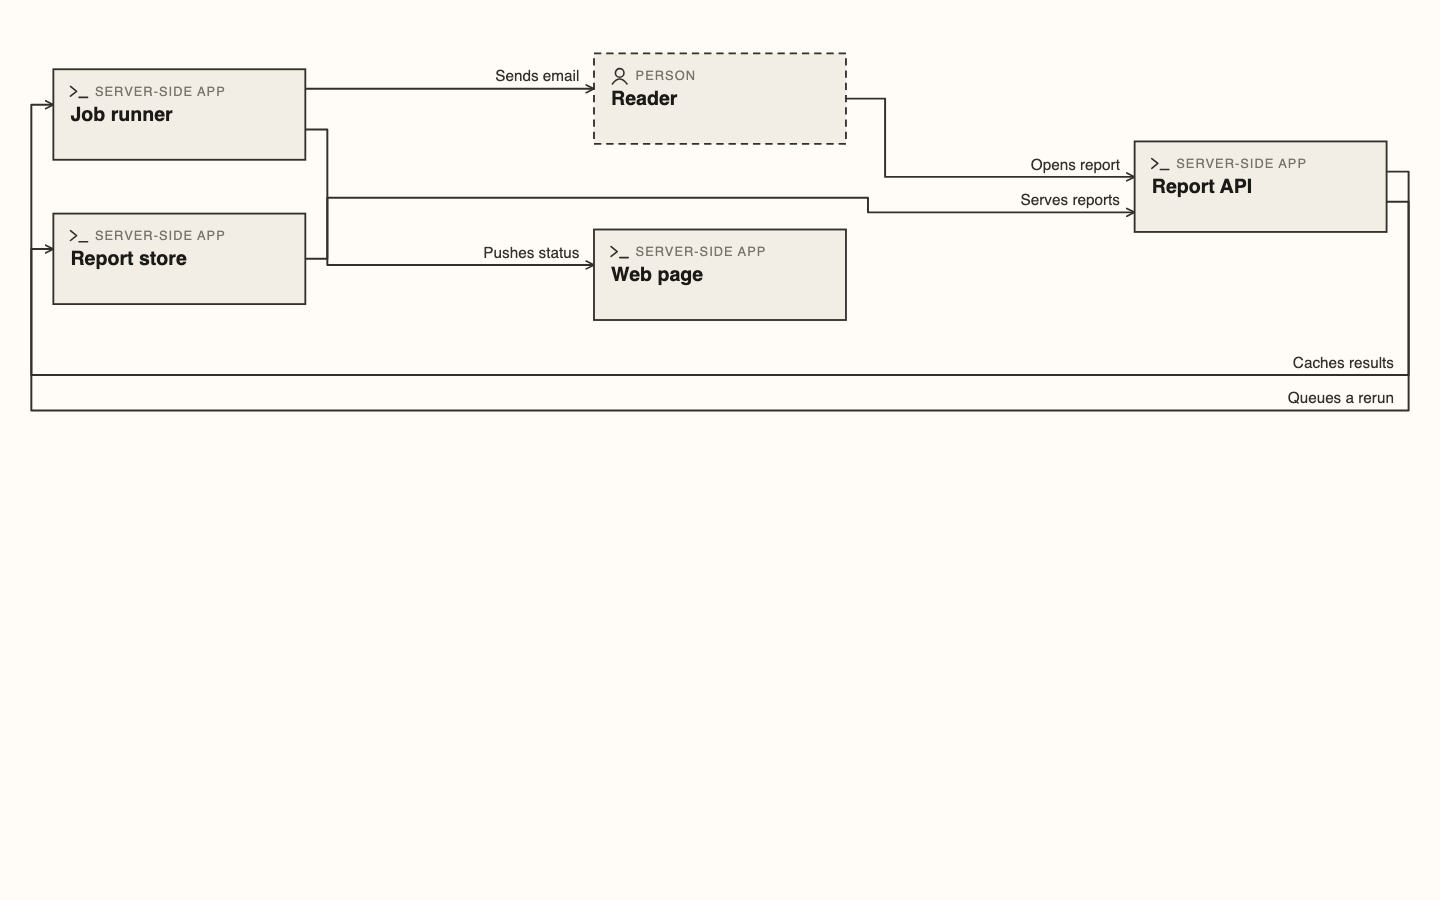 SERVER-SIDE APP
Job runner
Sends email
PERSON
Reader
Opens report
SERVER-SIDE APP
Report API
Serves reports
SERVER-SIDE APP
Report store
Pushes status
SERVER-SIDE APP
Web page
Caches results
Queues a rerun